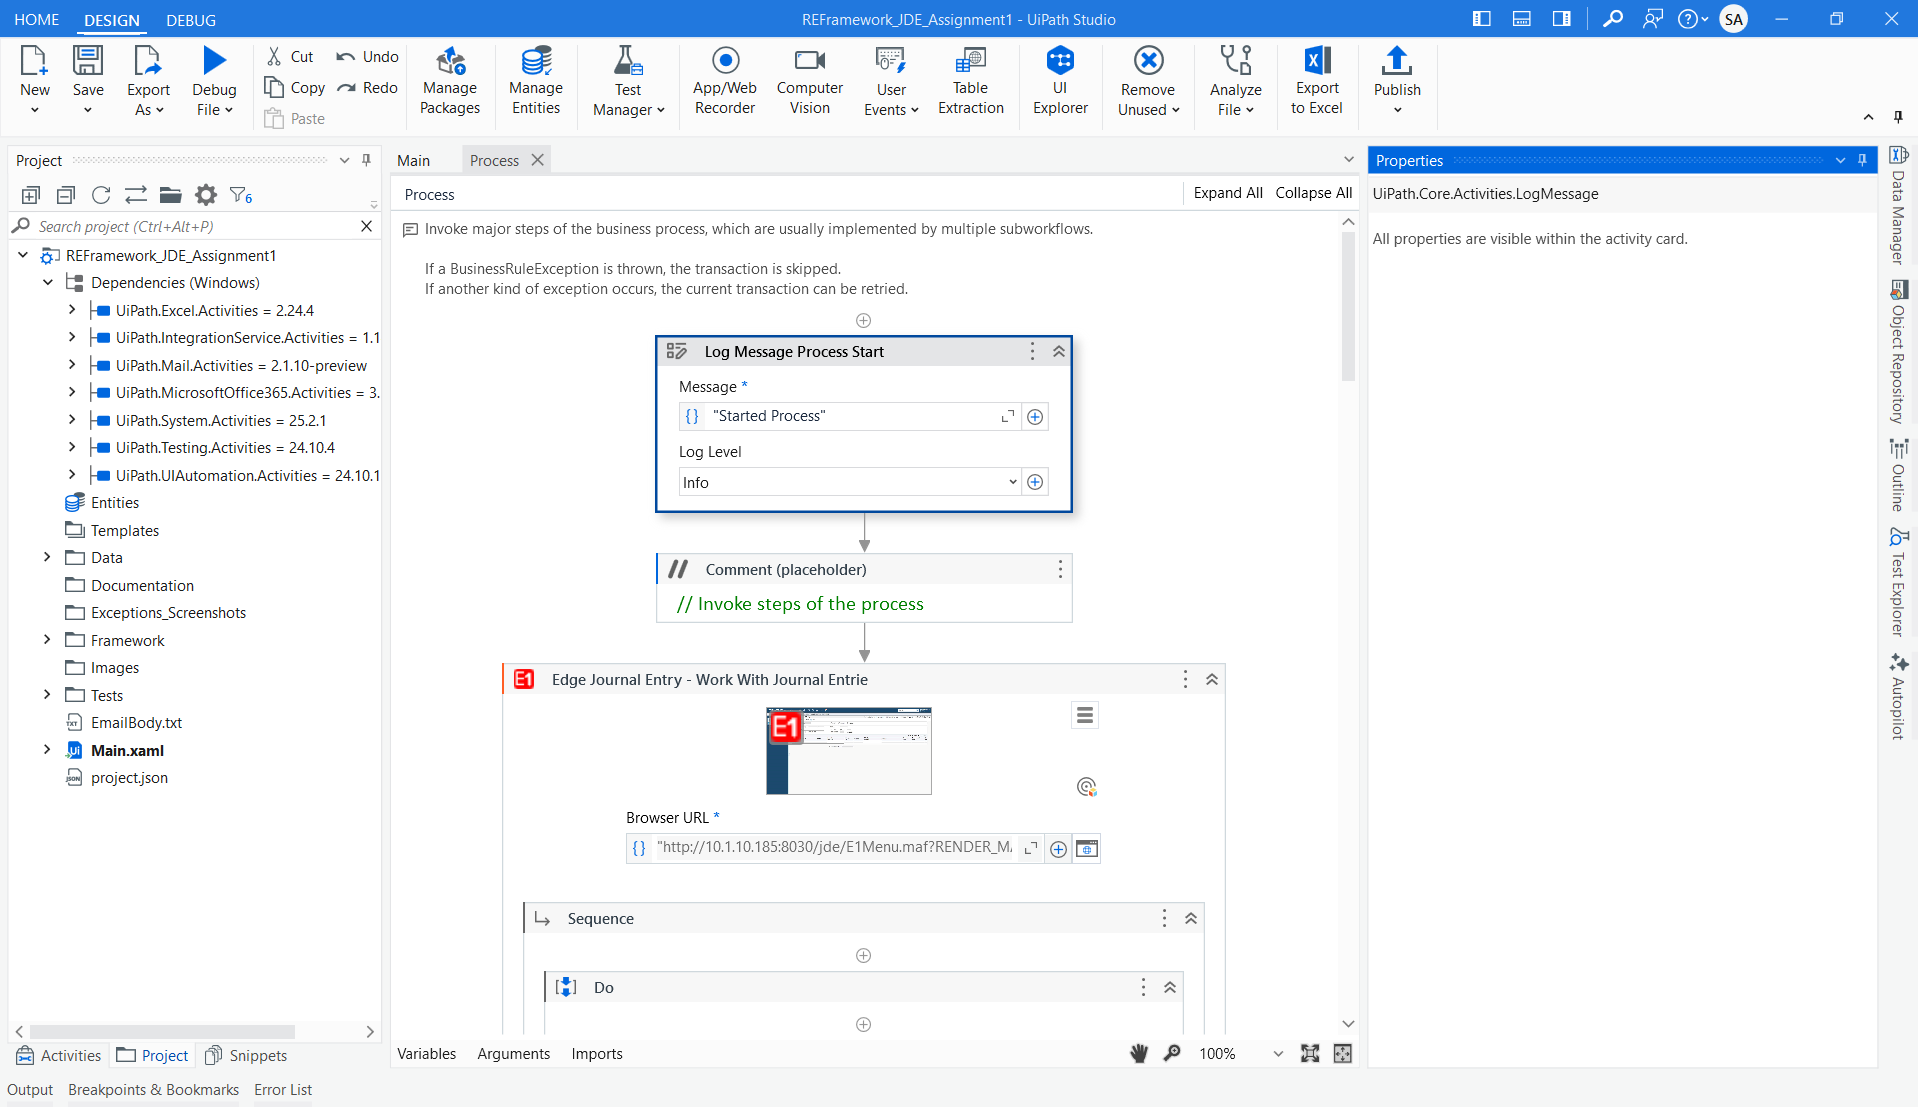 HOME DESIGN DEBUG REFramework_JDE_Assignment1 - UiPath Studio SA
New
Save
Export
As
Debug
File
Cut
Copy
Paste
Undo
Redo
Manage
Packages
Manage
Entities
Test
Manager
App/Web
Recorder
Computer
Vision
User
Events
Table
Extraction
UI
Explorer
Remove
Unused
Analyze
File
Export
to Excel
Publish
Project
6
Search project (Ctrl+Alt+P)
REFramework_JDE_Assignment1
Dependencies (Windows)
UiPath.Excel.Activities = 2.24.4
UiPath.IntegrationService.Activities = 1.1
UiPath.Mail.Activities = 2.1.10-preview
UiPath.MicrosoftOffice365.Activities = 3.
UiPath.System.Activities = 25.2.1
UiPath.Testing.Activities = 24.10.4
UiPath.UIAutomation.Activities = 24.10.1
Entities
Templates
Data
Documentation
Exceptions_Screenshots
Framework
Images
Tests
TXT EmailBody.txt
Ui Main.xaml
JSON project.json
Activities Project Snippets
Output Breakpoints & Bookmarks Error List
Main Process
Process Expand All Collapse All
Invoke major steps of the business process, which are usually implemented by multiple subworkflows.
If a BusinessRuleException is thrown, the transaction is skipped.
If another kind of exception occurs, the current transaction can be retried.
Log Message Process Start
Message *
{} "Started Process"
Log Level
Info
// Comment (placeholder)
// Invoke steps of the process
E1 Edge Journal Entry - Work With Journal Entrie
E1
Browser URL *
{} "http://10.1.10.185:8030/jde/E1Menu.maf?RENDER_MA
Sequence
Do
Variables Arguments Imports 100%
Properties
UiPath.Core.Activities.LogMessage
All properties are visible within the activity card.
Data Manager
Object Repository
Outline
Test Explorer
Autopilot